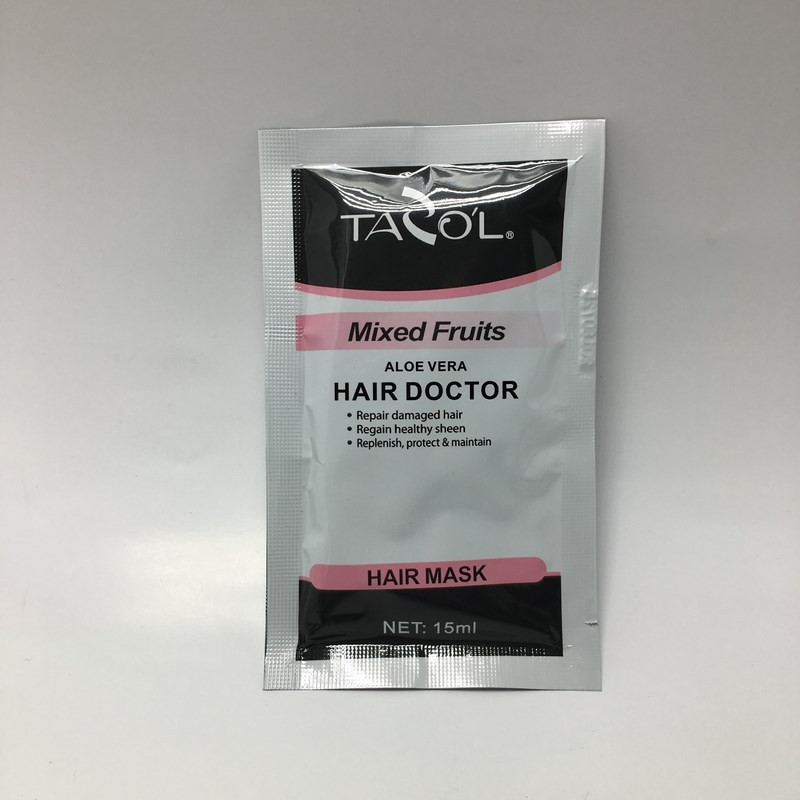 TACO'L®
Mixed Fruits
ALOE VERA
HAIR DOCTOR
• Repair damaged hair
• Regain healthy sheen
• Replenish, protect & maintain
HAIR MASK
NET: 15ml